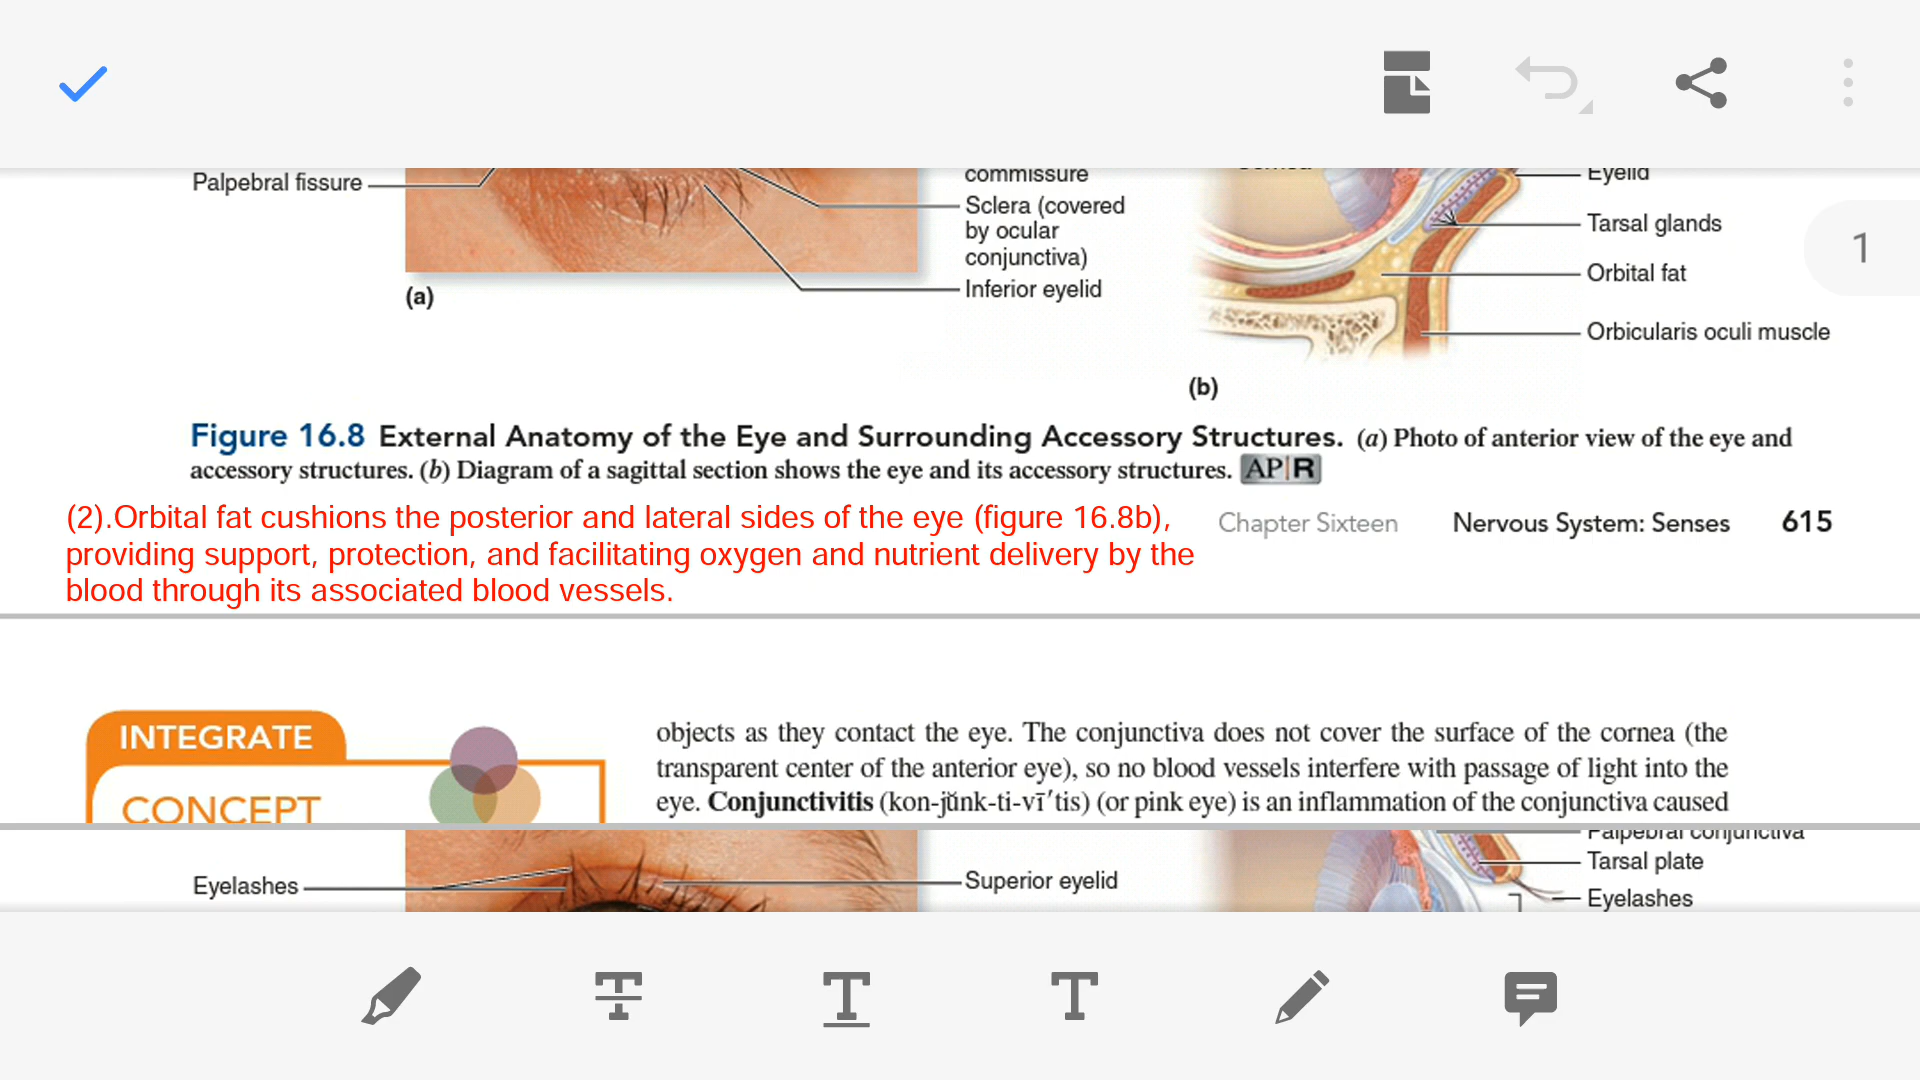 Palpebral fissure
commissure
Sclera (covered
by ocular
conjunctiva)
Inferior eyelid
(a)
Cornea
Eyelid
Tarsal glands
Orbital fat
Orbicularis oculi muscle
(b)
1
Figure 16.8 External Anatomy of the Eye and Surrounding Accessory Structures. (a) Photo of anterior view of the eye and
accessory structures. (b) Diagram of a sagittal section shows the eye and its accessory structures. AP|R
(2).Orbital fat cushions the posterior and lateral sides of the eye (figure 16.8b),
providing support, protection, and facilitating oxygen and nutrient delivery by the
blood through its associated blood vessels.
Chapter Sixteen Nervous System: Senses 615
INTEGRATE
CONCEPT
objects as they contact the eye. The conjunctiva does not cover the surface of the cornea (the
transparent center of the anterior eye), so no blood vessels interfere with passage of light into the
eye. Conjunctivitis (kon-jŭnk-ti-vī′tis) (or pink eye) is an inflammation of the conjunctiva caused
Eyelashes
Superior eyelid
Palpebral conjunctiva
Tarsal plate
Eyelashes